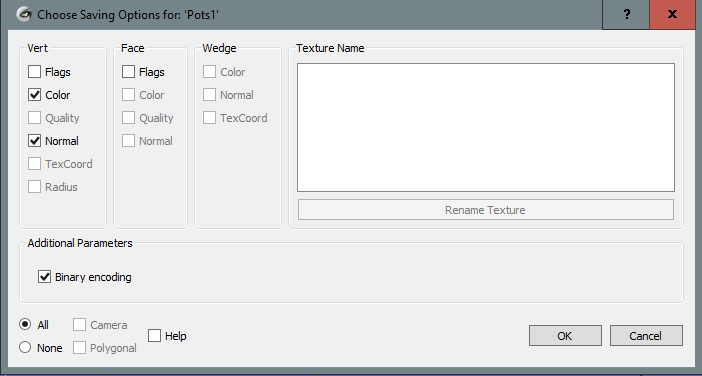 Choose Saving Options for: 'Pots1'
? X
Vert
Flags
Color
Quality
Normal
TexCoord
Radius
Face
Flags
Color
Quality
Normal
Wedge
Color
Normal
TexCoord
Texture Name
Rename Texture
Additional Parameters
Binary encoding
All
None
Camera
Polygonal
Help
OK
Cancel